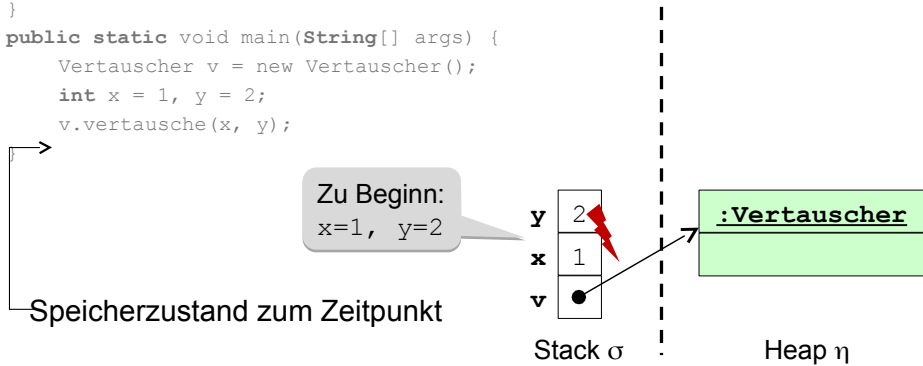 }
public static void main(String[] args) {
Vertauscher v = new Vertauscher();
int x = 1, y = 2;
v.vertausche(x, y);
}
Zu Beginn:
x=1, y=2
y 2
x 1
v
:Vertauscher
Speicherzustand zum Zeitpunkt
Stack σ
Heap η